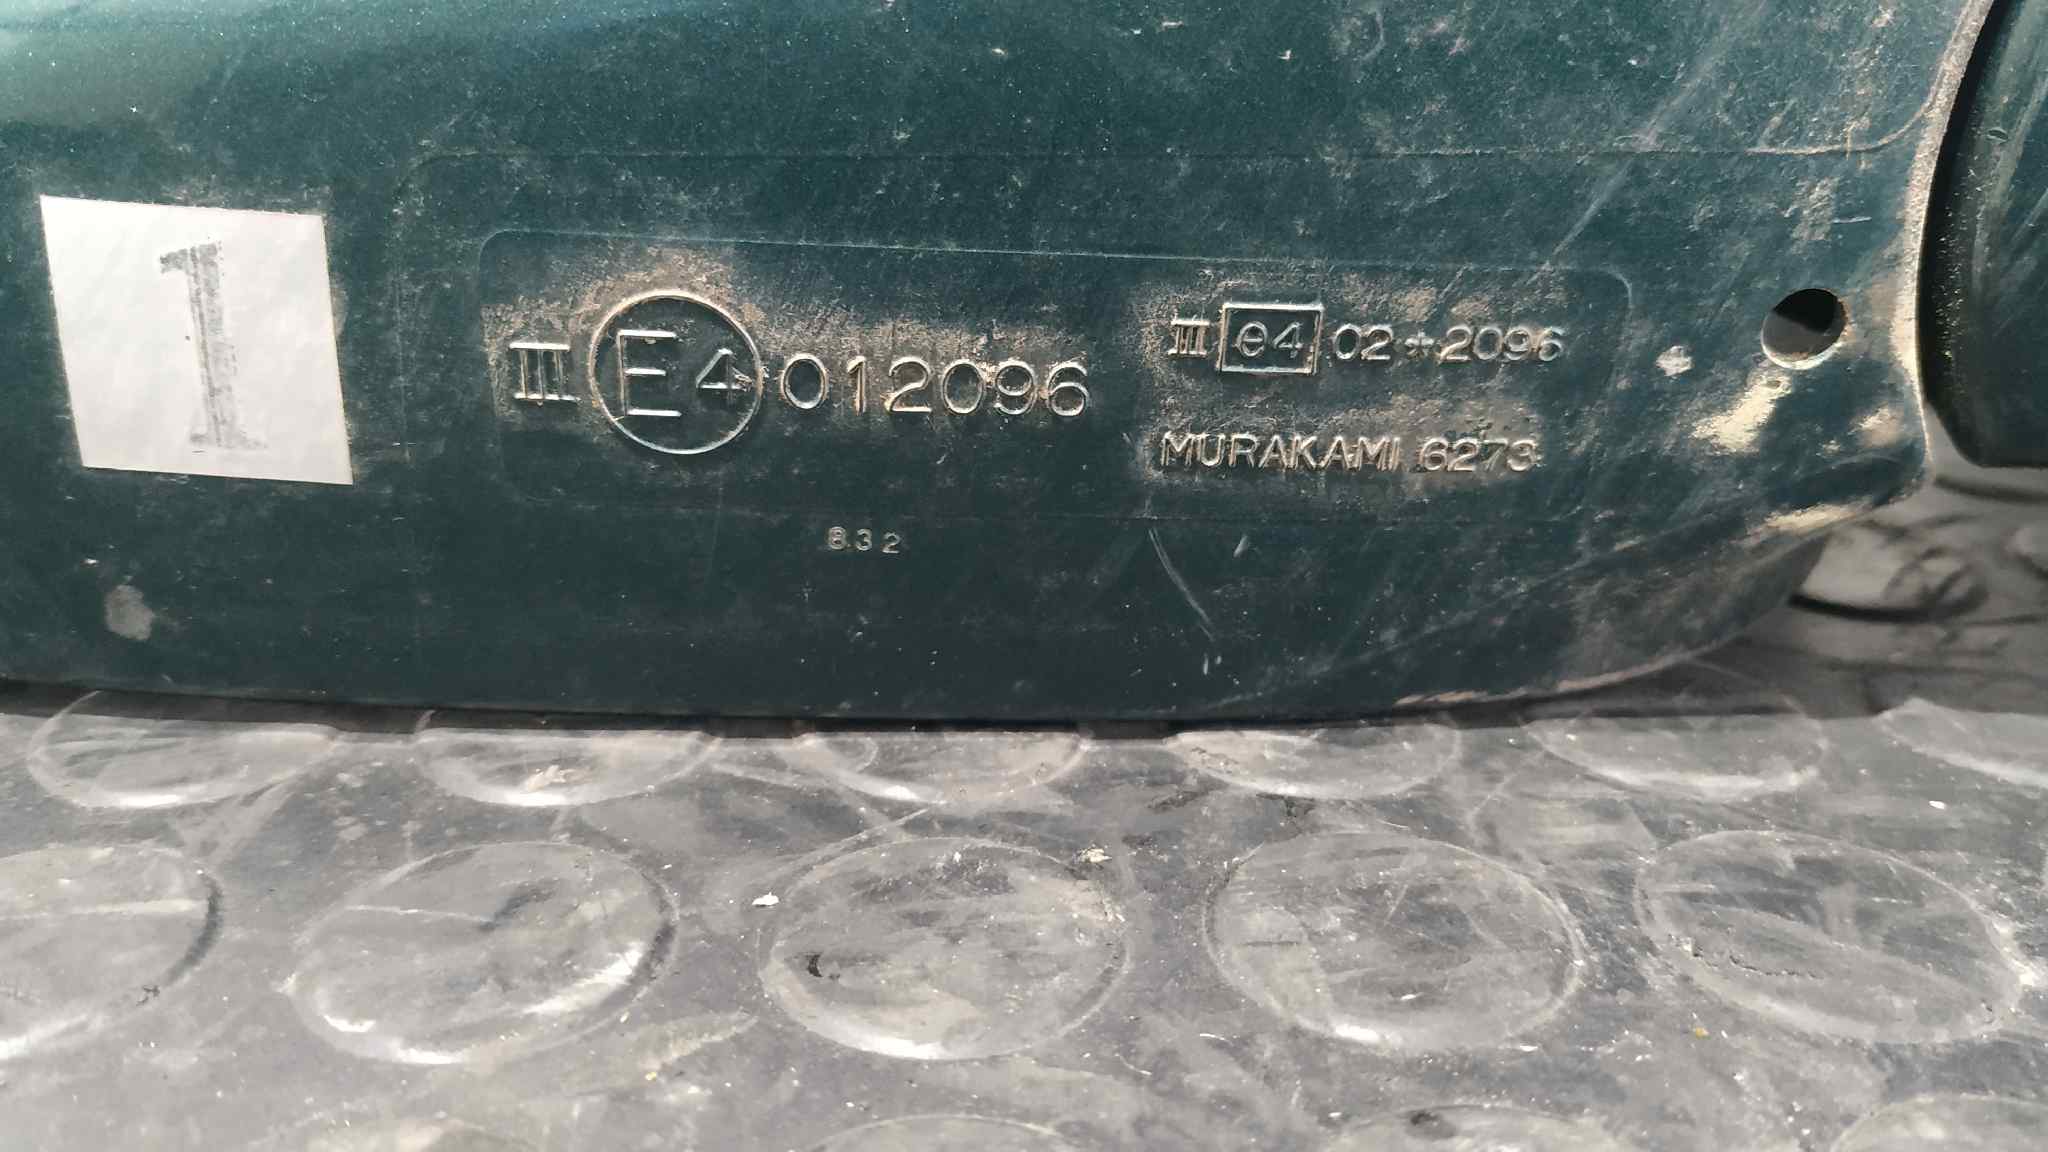 1
III E4 012096
III e4 02*2096
MURAKAMI 6273
832